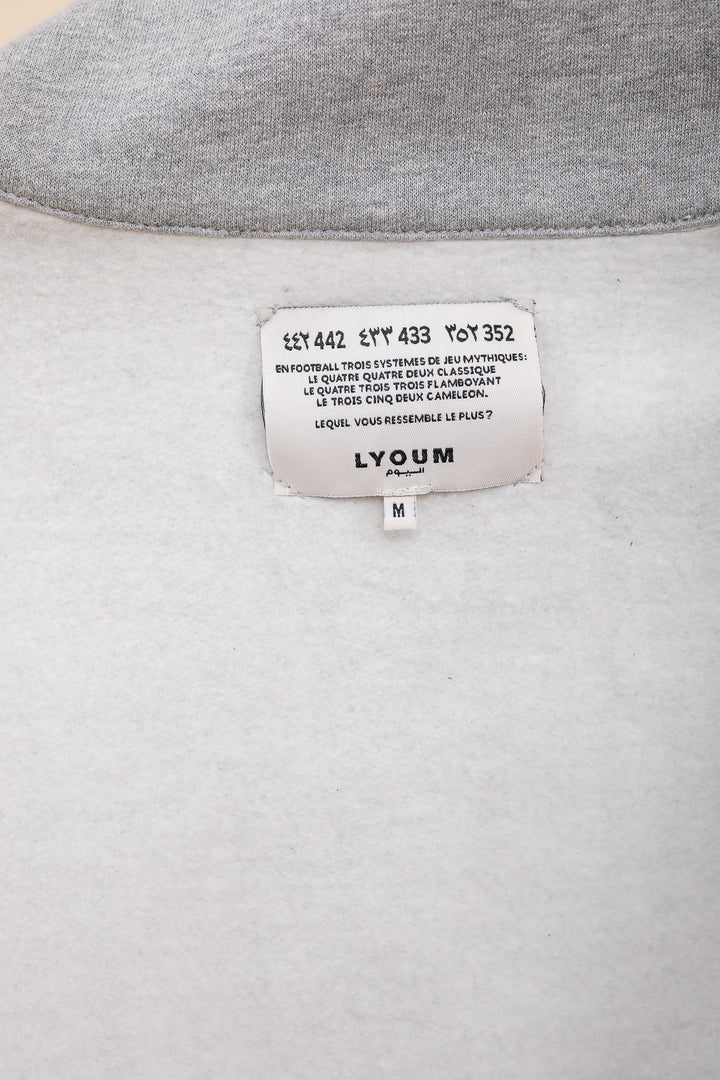 ٤٤٢ 442 ٤٣٣ 433 ٣٥٢ 352
EN FOOTBALL TROIS SYSTEMES DE JEU MYTHIQUES:
LE QUATRE QUATRE DEUX CLASSIQUE
LE QUATRE TROIS TROIS FLAMBOYANT
LE TROIS CINQ DEUX CAMELEON.
LEQUEL VOUS RESSEMBLE LE PLUS?
LYOUM
اليوم
M